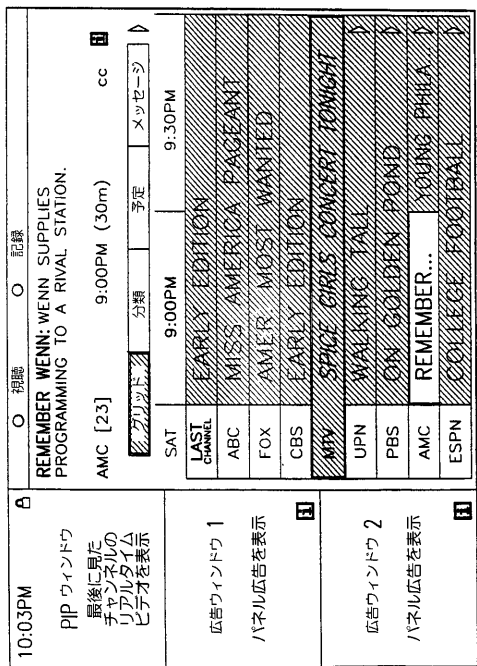 10:03PM
PIP ウィンドウ
最後に見た
チャンネルの
リアルタイム
ビデオを表示
広告ウィンドウ 1
パネル広告を表示
i
広告ウィンドウ 2
パネル広告を表示
i
視聴
記録
REMEMBER WENN: WENN SUPPLIES
PROGRAMMING TO A RIVAL STATION.
AMC [23] 9:00PM (30m) cc i
グリッド 分類 予定 メッセージ
SAT 9:00PM 9:30PM
LAST CHANNEL EARLY EDITION
ABC MISS AMERICA PAGEANT
FOX AMER. MOST WANTED
CBS EARLY EDITION
MTV SPICE GIRLS CONCERT TONIGHT
UPN WALKING TALL
PBS ON GOLDEN POND
AMC REMEMBER... YOUNG PHILA...
ESPN COLLEGE FOOTBALL